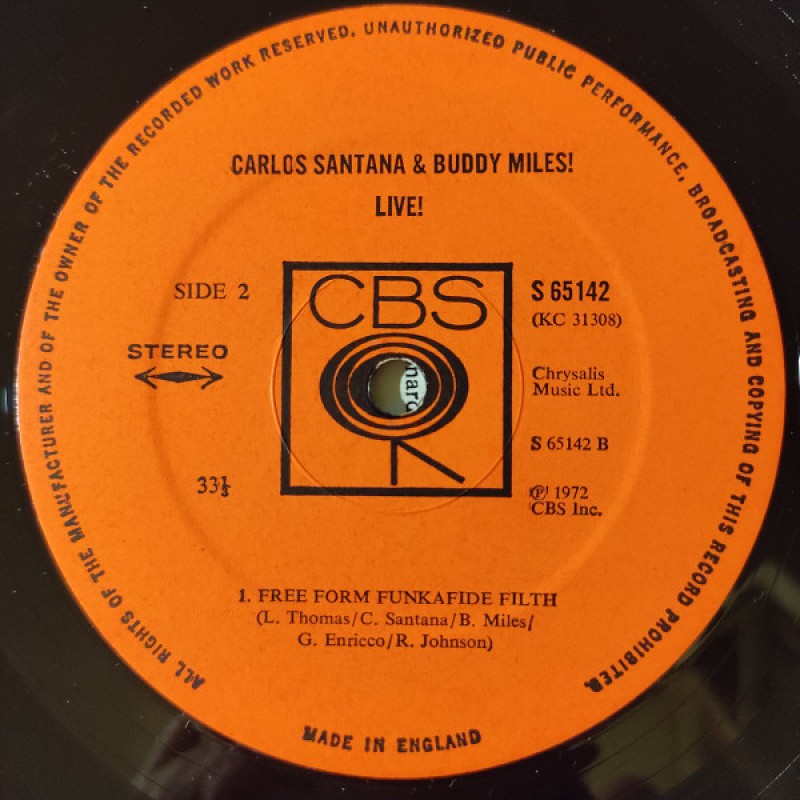 ALL RIGHTS OF THE MANUFACTURER AND OF THE OWNER OF THE RECORDED WORK RESERVED. UNAUTHORIZED PUBLIC PERFORMANCE, BROADCASTING AND COPYING OF THIS RECORD PROHIBITED.
CARLOS SANTANA & BUDDY MILES!
LIVE!
SIDE 2
CBS
S 65142
(KC 31308)
STEREO
Chrysalis
Music Ltd.
S 65142 B
33⅓
Ⓟ 1972
CBS Inc.
1. FREE FORM FUNKAFIDE FILTH
(L. Thomas/C. Santana/B. Miles/
G. Enricco/R. Johnson)
MADE IN ENGLAND